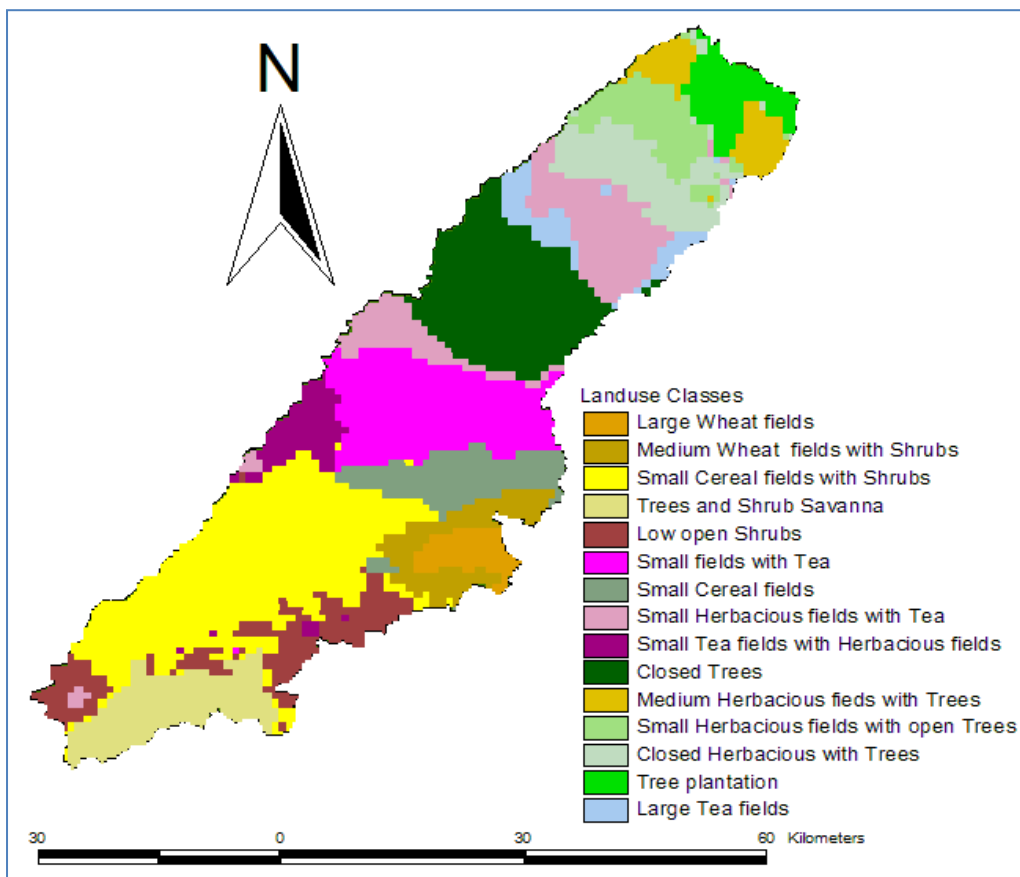 N
Landuse Classes
Large Wheat fields
Medium Wheat fields with Shrubs
Small Cereal fields with Shrubs
Trees and Shrub Savanna
Low open Shrubs
Small fields with Tea
Small Cereal fields
Small Herbacious fields with Tea
Small Tea fields with Herbacious fields
Closed Trees
Medium Herbacious fieds with Trees
Small Herbacious fields with open Trees
Closed Herbacious with Trees
Tree plantation
Large Tea fields
30 0 30 60 Kilometers